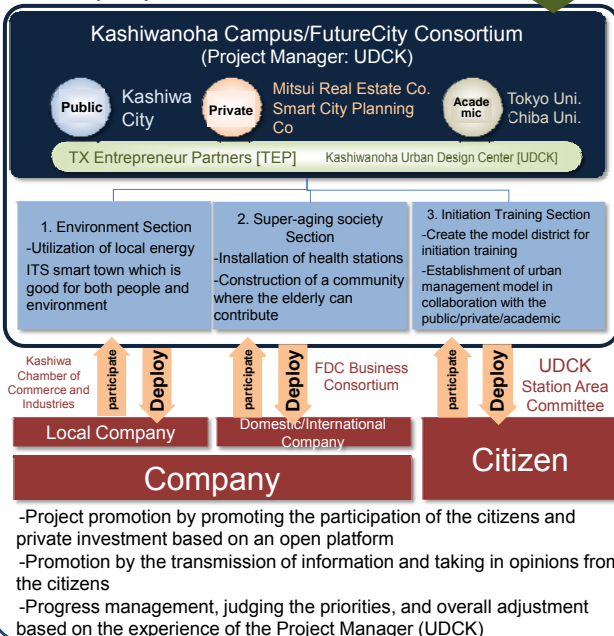 Kashiwanoha Campus/FutureCity Consortium
(Project Manager: UDCK)
Public
Kashiwa
City
Private
Mitsui Real Estate Co.
Smart City Planning
Co
Acade
mic
Tokyo Uni.
Chiba Uni.
TX Entrepreneur Partners [TEP]
Kashiwanoha Urban Design Center [UDCK]
1. Environment Section
-Utilization of local energy
ITS smart town which is
good for both people and
environment
2. Super-aging society
Section
-Installation of health stations
-Construction of a community
where the elderly can
contribute
3. Initiation Training Section
-Create the model district for
initiation training
-Establishment of urban
management model in
collaboration with the
public/private/academic
Kashiwa
Chamber of
Commerce and
Industries
participate
Deploy
participate
Deploy
FDC Business
Consortium
participate
Deploy
UDCK
Station Area
Committee
Local Company
Domestic/International
Company
Company
Citizen
-Project promotion by promoting the participation of the citizens and
private investment based on an open platform
-Promotion by the transmission of information and taking in opinions from
the citizens
-Progress management, judging the priorities, and overall adjustment
based on the experience of the Project Manager (UDCK)